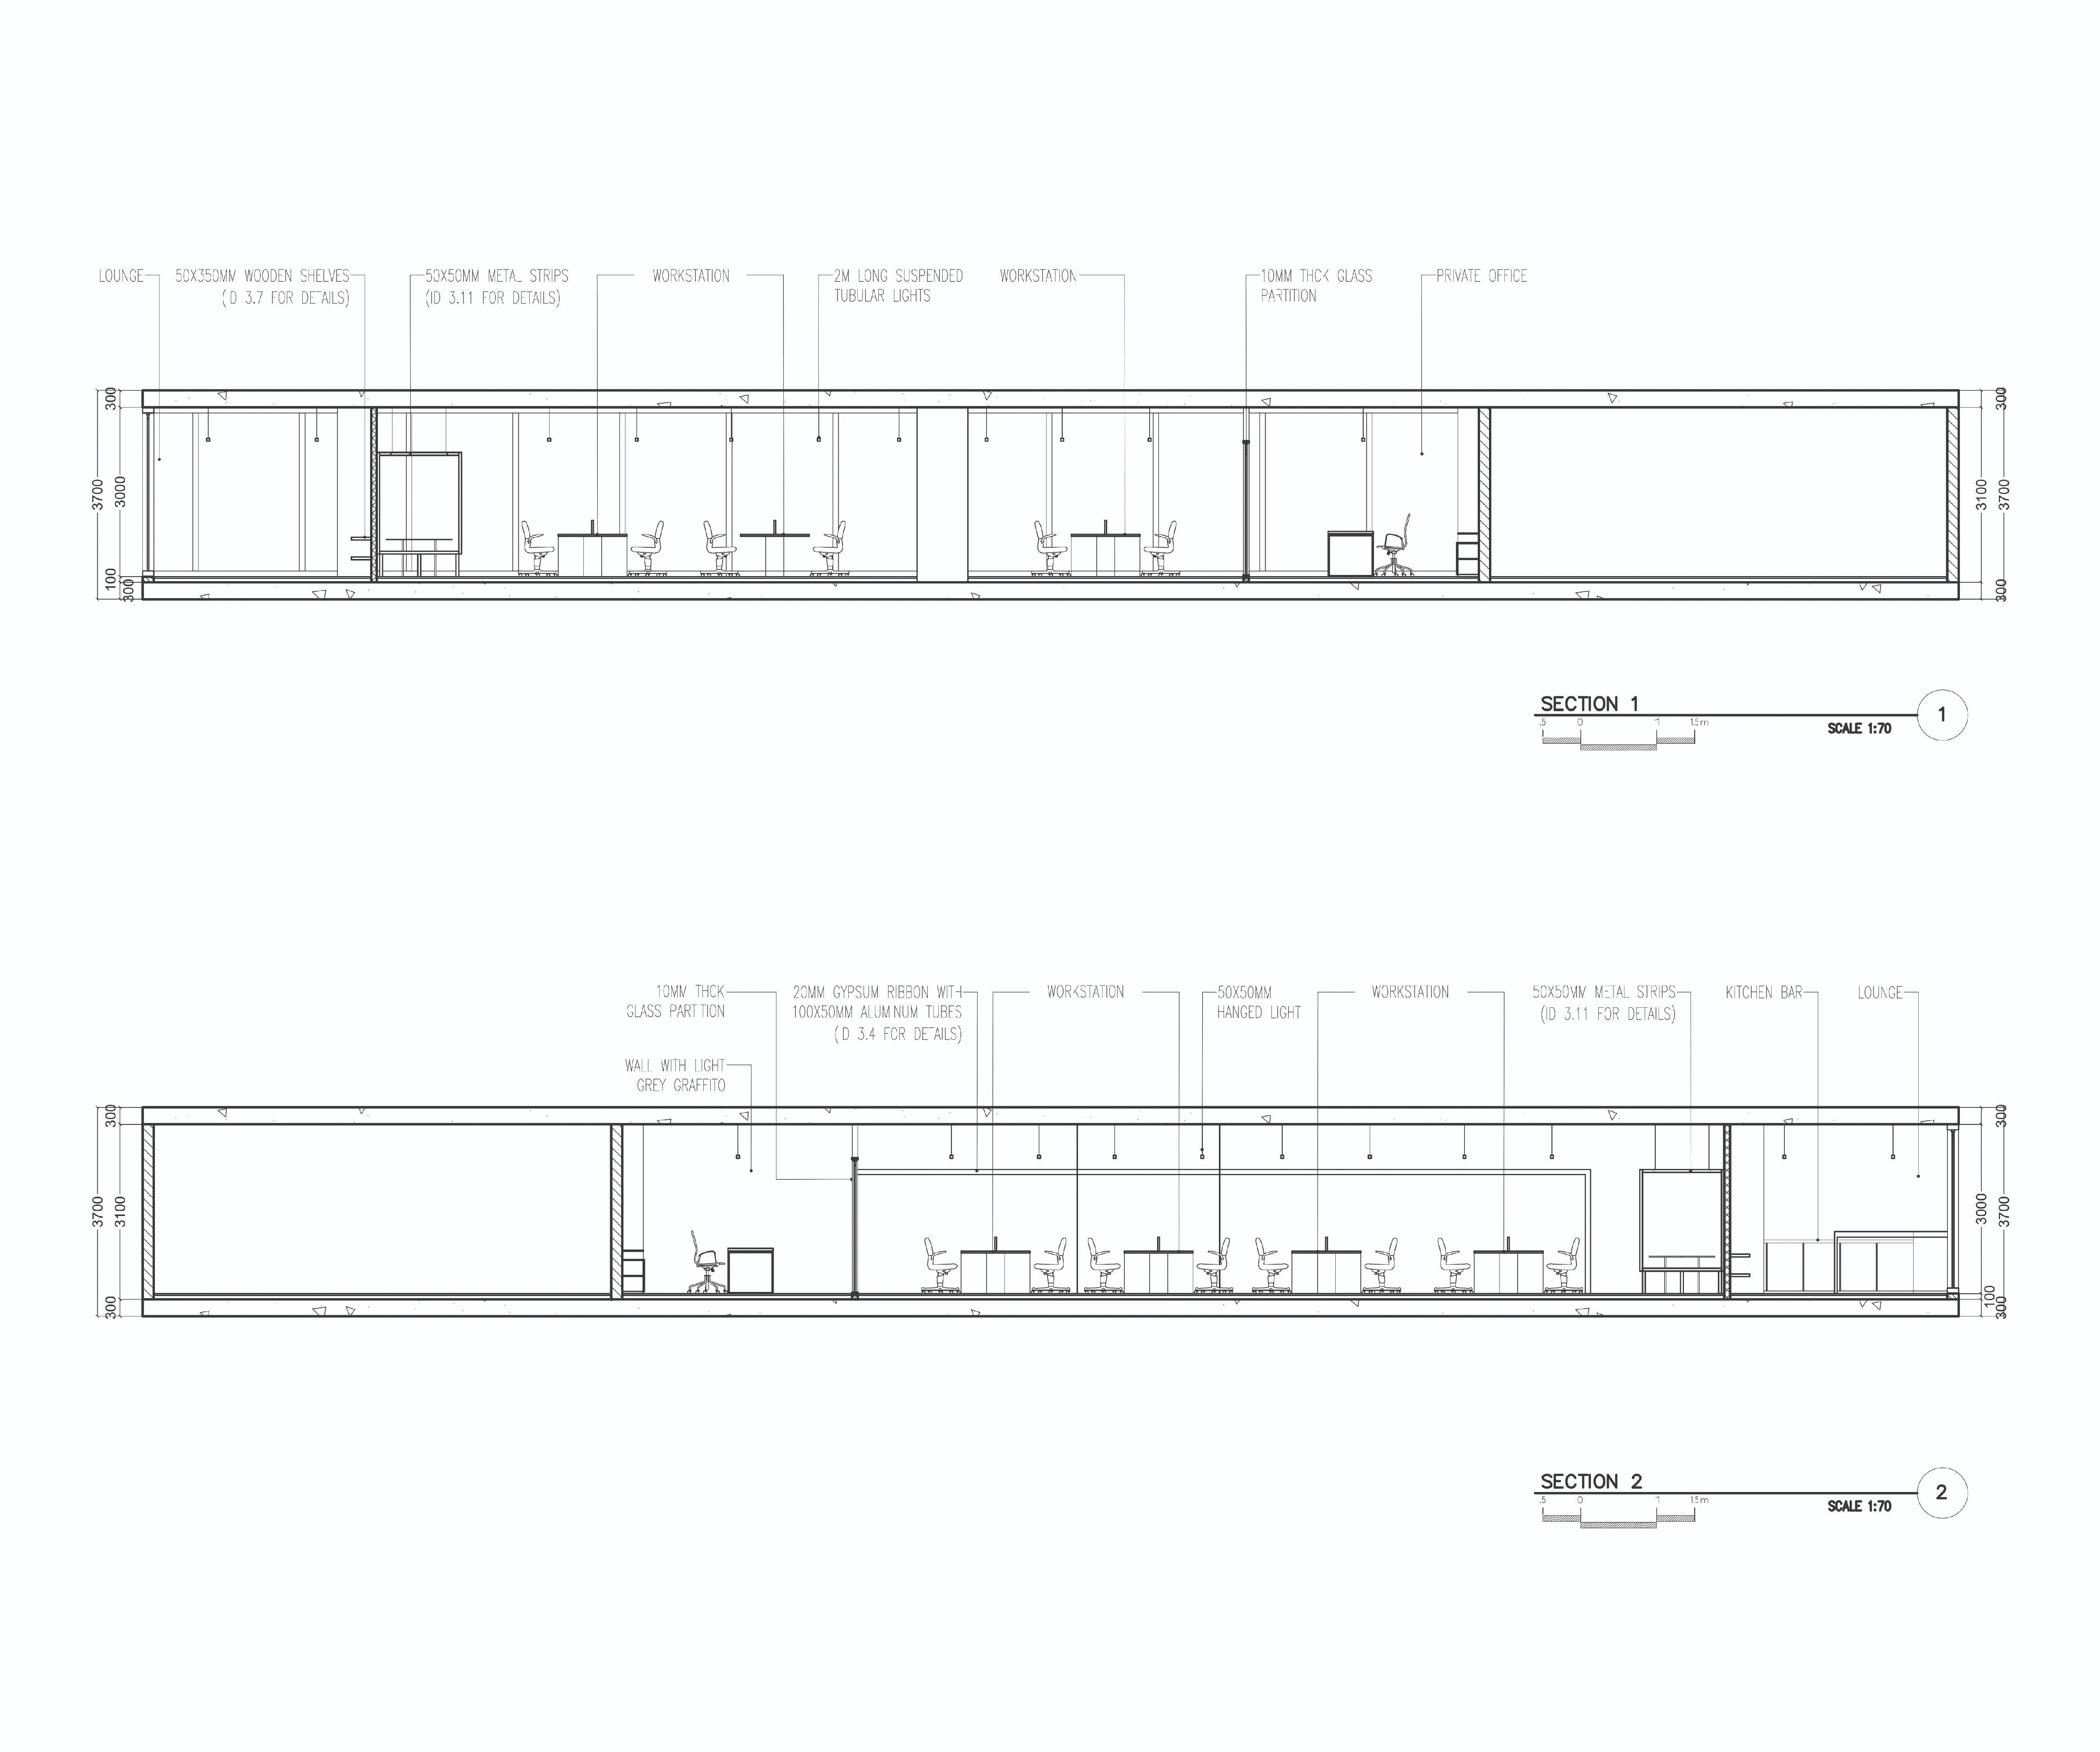 LOUNGE
50X350MM WOODEN SHELVES
(ID 3.7 FOR DETAILS)
50X50MM METAL STRIPS
(ID 3.11 FOR DETAILS)
WORKSTATION
2M LONG SUSPENDED
TUBULAR LIGHTS
WORKSTATION
10MM THCK GLASS
PARTITION
PRIVATE OFFICE
300
3700
3000
100
300
300
3100
3700
300
SECTION 1
.5 0 1 1.5m
SCALE 1:70
1
10MM THCK
GLASS PARTITION
WALL WITH LIGHT
GREY GRAFFITO
20MM GYPSUM RIBBON WITH
100X50MM ALUMINUM TUBES
(ID 3.4 FOR DETAILS)
WORKSTATION
50X50MM
HANGED LIGHT
WORKSTATION
50X50MM METAL STRIPS
(ID 3.11 FOR DETAILS)
KITCHEN BAR
LOUNGE
300
3700
3100
300
300
3000
3700
100
300
SECTION 2
.5 0 1 1.5m
SCALE 1:70
2